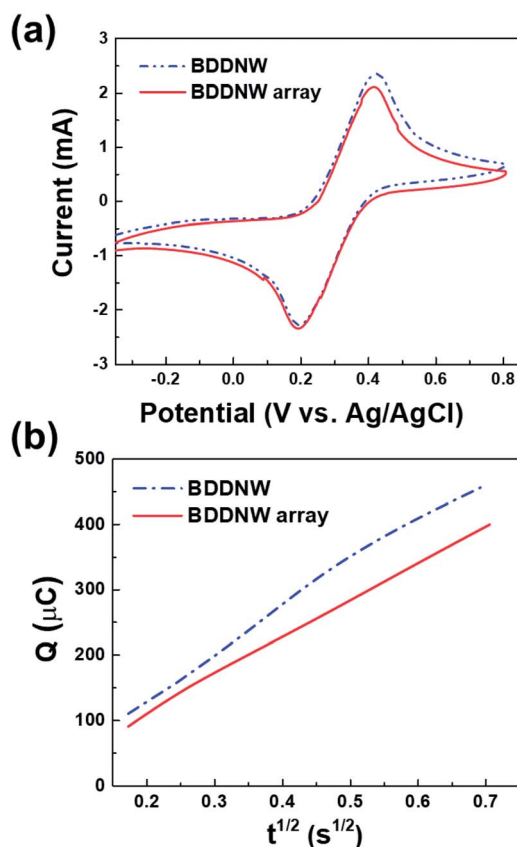 (a)
BDDNW
BDDNW array
Current (mA)
3
2
1
0
-1
-2
-3
-0.2 0.0 0.2 0.4 0.6 0.8
Potential (V vs. Ag/AgCl)
(b)
BDDNW
BDDNW array
Q (μC)
500
400
300
200
100
0
0.2 0.3 0.4 0.5 0.6 0.7
t^1/2 (s^1/2)